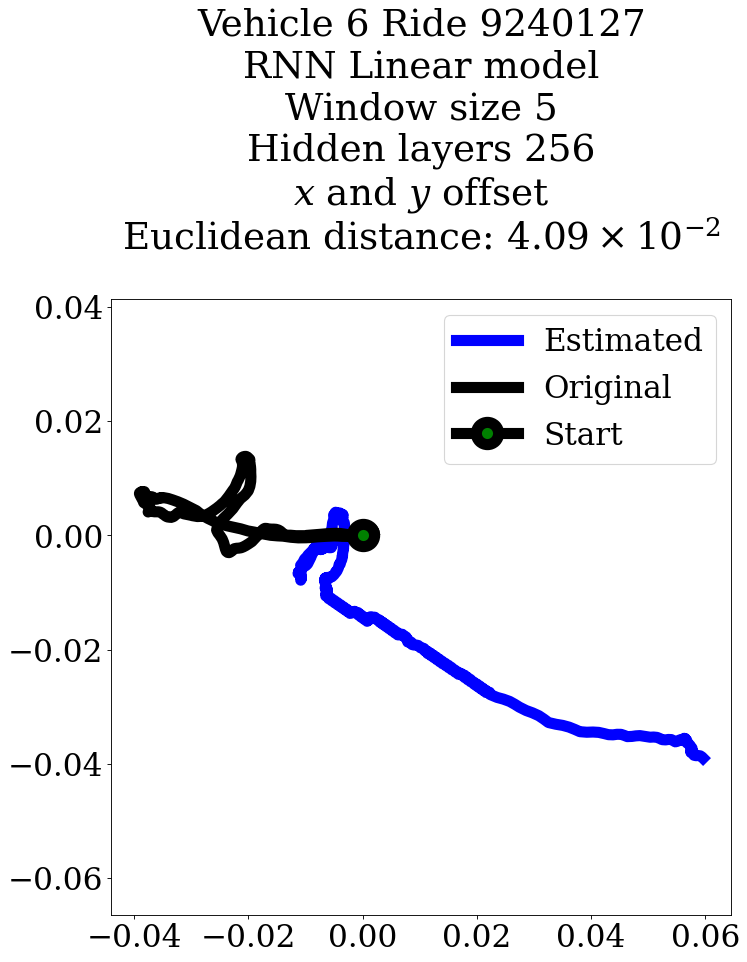 Vehicle 6 Ride 9240127
RNN Linear model
Window size 5
Hidden layers 256
x and y offset
Euclidean distance: 4.09 × 10⁻²
Estimated
Original
Start
0.04
0.02
0.00
−0.02
−0.04
−0.06
−0.04 −0.02 0.00 0.02 0.04 0.06